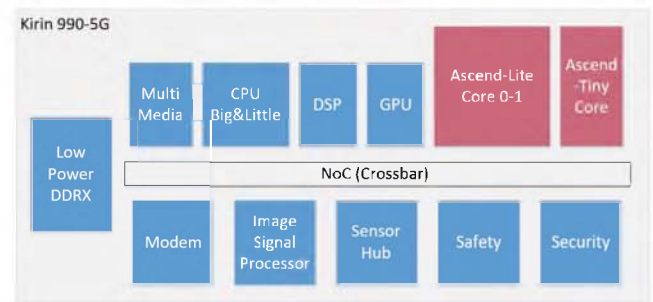 Kirin 990-5G
Multi
Media
CPU
Big&Little
DSP
GPU
Ascend-Lite
Core 0-1
Ascend
-Tiny
Core
Low
Power
DDRX
NoC (Crossbar)
Modem
Image
Signal
Processor
Sensor
Hub
Safety
Security